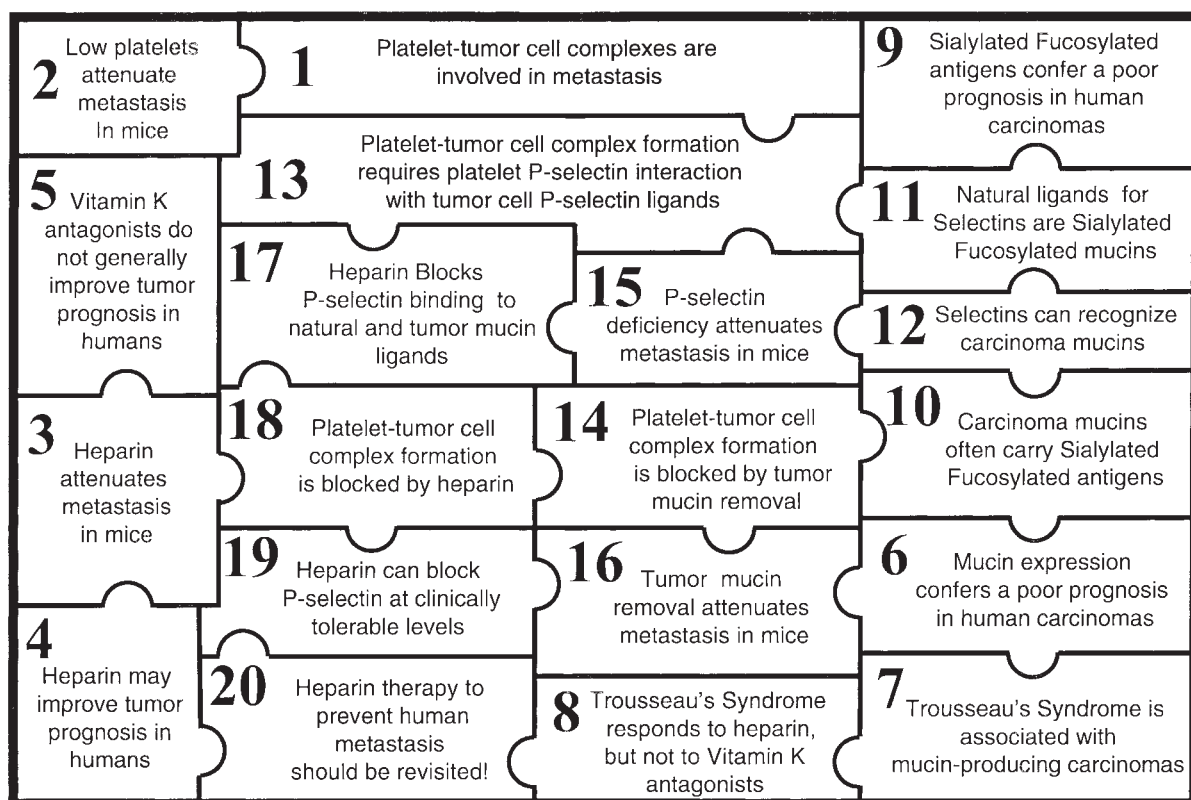 2
Low platelets
attenuate
metastasis
In mice
1
Platelet-tumor cell complexes are
involved in metastasis
9
Sialylated Fucosylated
antigens confer a poor
prognosis in human
carcinomas
5
Vitamin K
antagonists do
not generally
improve tumor
prognosis in
humans
13
Platelet-tumor cell complex formation
requires platelet P-selectin interaction
with tumor cell P-selectin ligands
11
Natural ligands for
Selectins are Sialylated
Fucosylated mucins
17
Heparin Blocks
P-selectin binding to
natural and tumor mucin
ligands
15
P-selectin
deficiency attenuates
metastasis in mice
12
Selectins can recognize
carcinoma mucins
3
Heparin
attenuates
metastasis
in mice
18
Platelet-tumor cell
complex formation
is blocked by heparin
14
Platelet-tumor cell
complex formation
is blocked by tumor
mucin removal
10
Carcinoma mucins
often carry Sialylated
Fucosylated antigens
19
Heparin can block
P-selectin at clinically
tolerable levels
16
Tumor mucin
removal attenuates
metastasis in mice
6
Mucin expression
confers a poor prognosis
in human carcinomas
4
Heparin may
improve tumor
prognosis in
humans
20
Heparin therapy to
prevent human
metastasis
should be revisited!
8
Trousseau's Syndrome
responds to heparin,
but not to Vitamin K
antagonists
7
Trousseau's Syndrome is
associated with
mucin-producing carcinomas